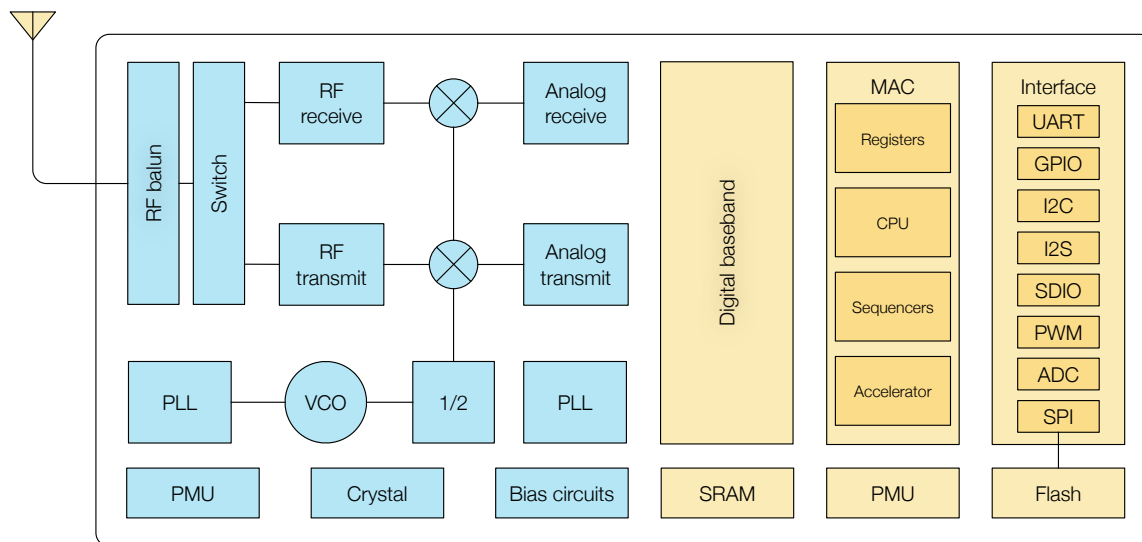 RF balun
Switch
RF
receive
Analog
receive
RF
transmit
Analog
transmit
PLL
VCO
1/2
PLL
PMU
Crystal
Bias circuits
Digital baseband
SRAM
MAC
Registers
CPU
Sequencers
Accelerator
PMU
Interface
UART
GPIO
I2C
I2S
SDIO
PWM
ADC
SPI
Flash